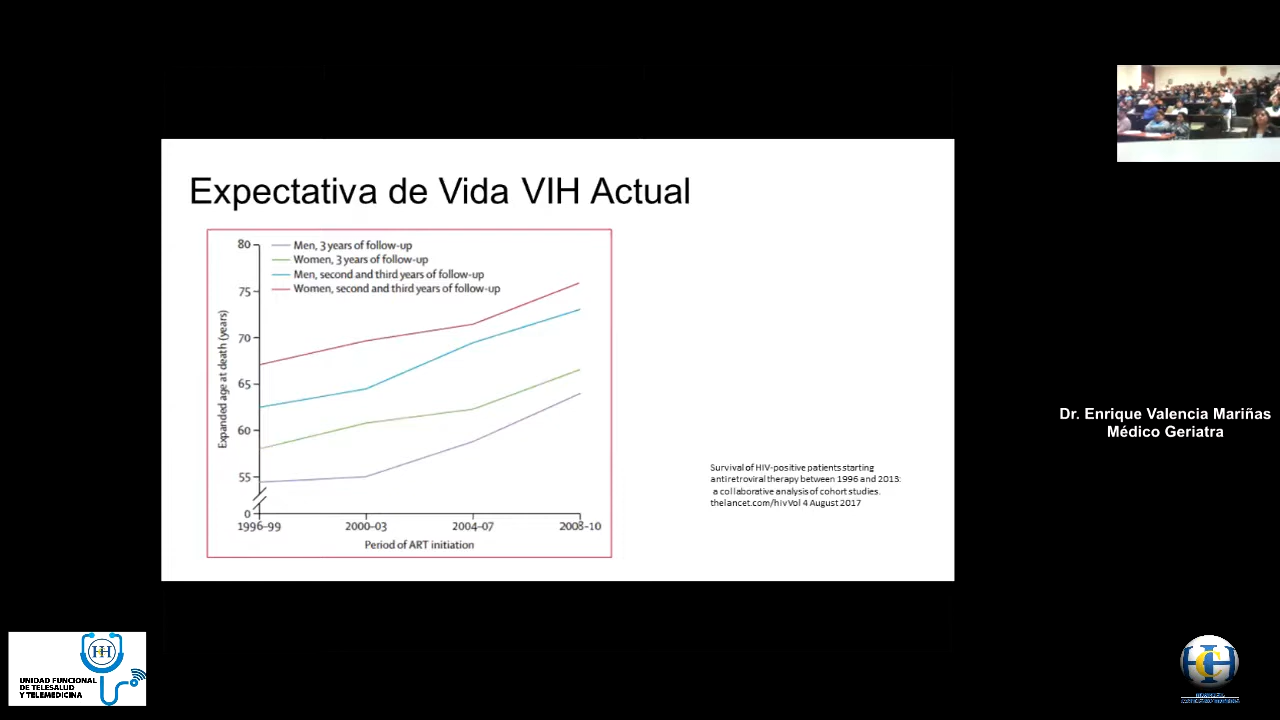 Expectativa de Vida VIH Actual
80
75
70
65
60
55
0
Expanded age at death (years)
Men, 3 years of follow-up
Women, 3 years of follow-up
Men, second and third years of follow-up
Women, second and third years of follow-up
1996–99
2000–03
2004–07
2008–10
Period of ART initiation
Survival of HIV-positive patients starting
antiretroviral therapy between 1996 and 2013:
a collaborative analysis of cohort studies.
thelancet.com/hiv Vol 4 August 2017
Dr. Enrique Valencia Mariñas
Médico Geriatra
UNIDAD FUNCIONAL
DE TELESALUD
Y TELEMEDICINA